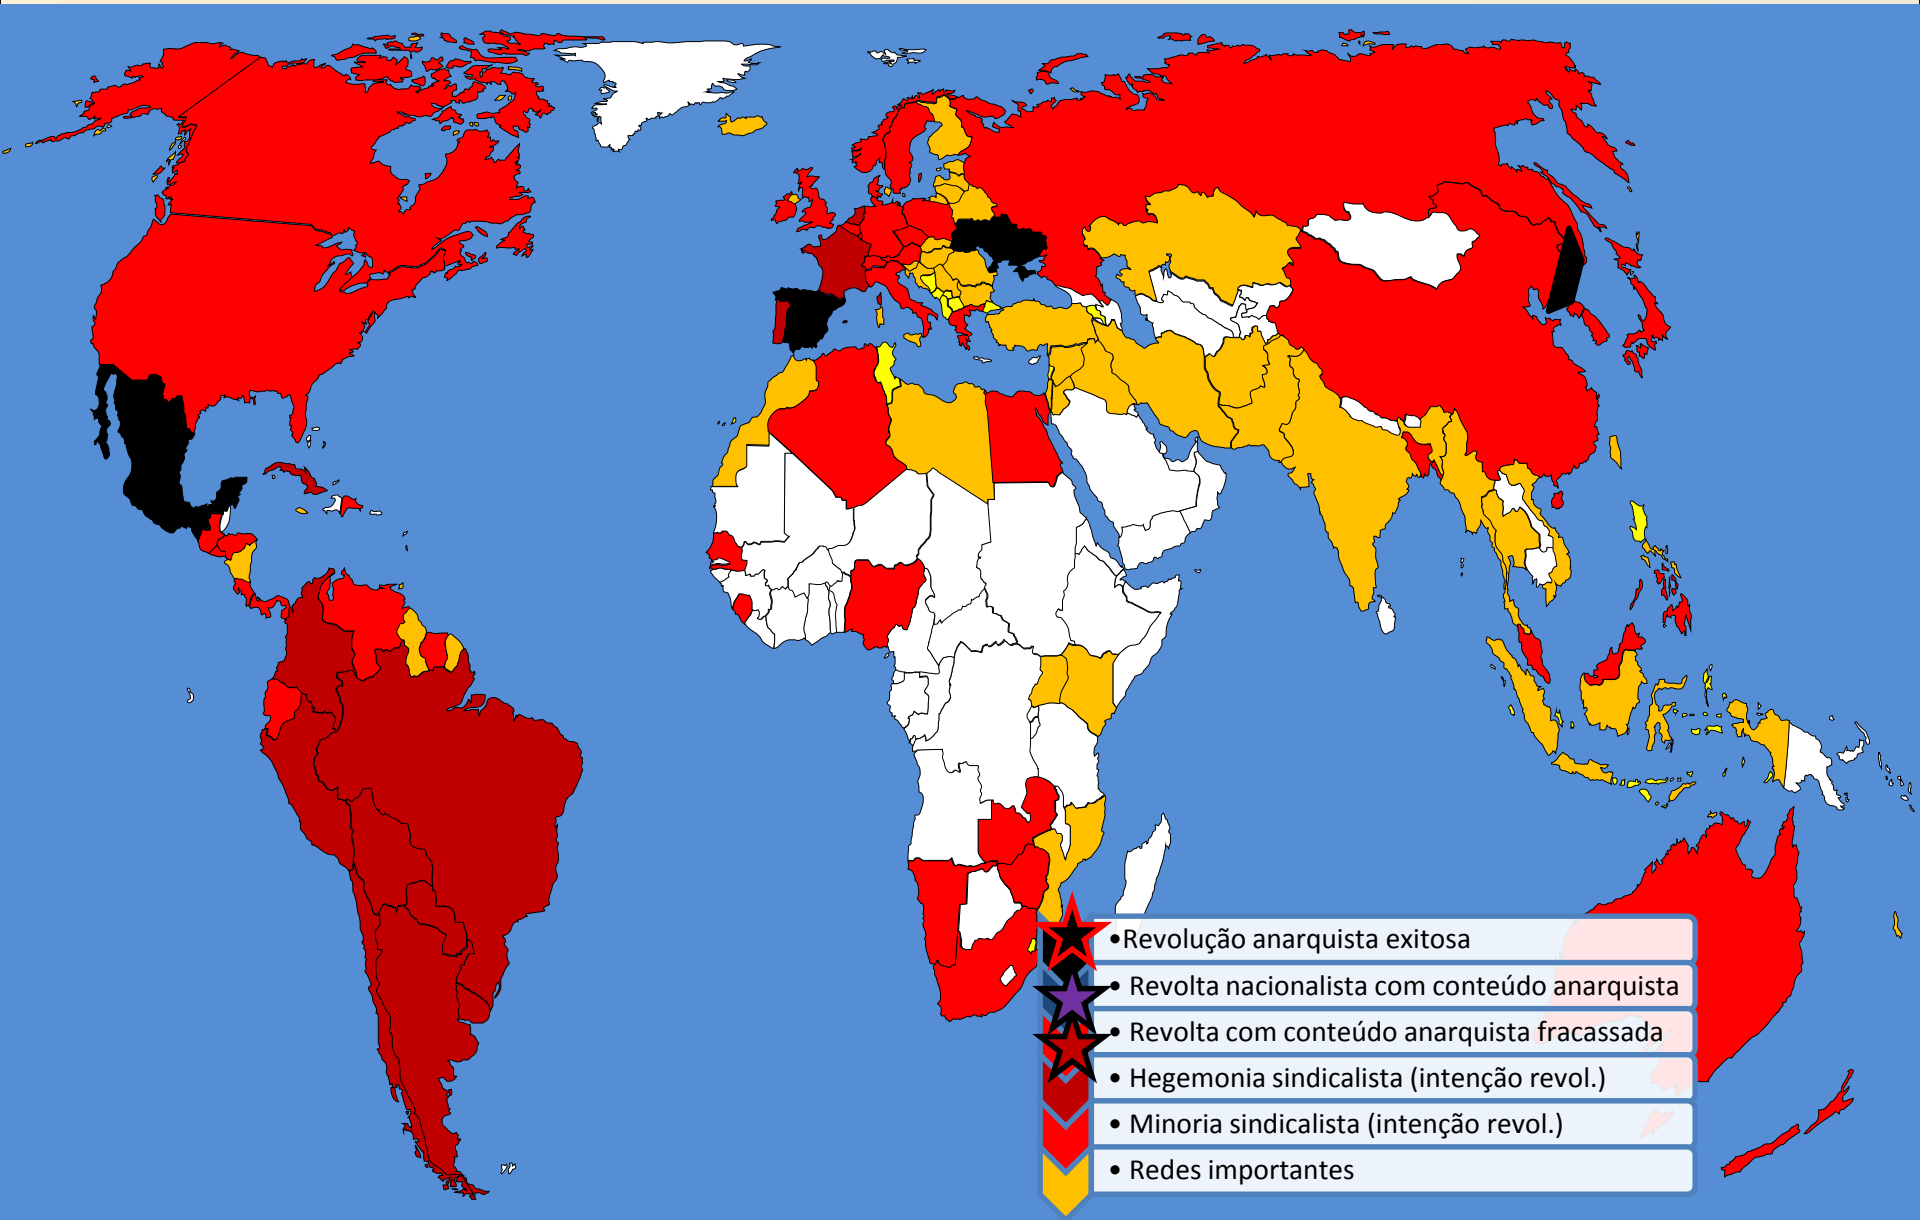 •Revolução anarquista exitosa
• Revolta nacionalista com conteúdo anarquista
• Revolta com conteúdo anarquista fracassada
• Hegemonia sindicalista (intenção revol.)
• Minoria sindicalista (intenção revol.)
• Redes importantes